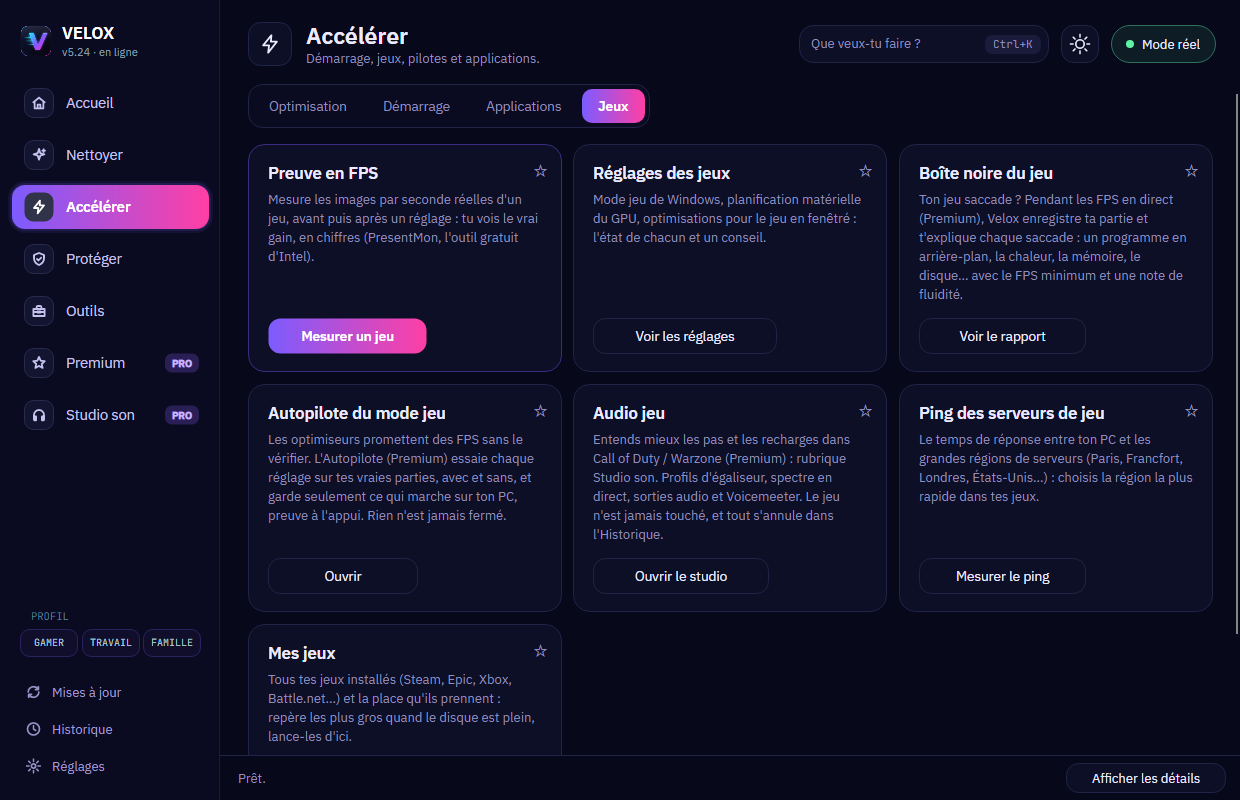 VELOX
v5.24 · en ligne
Accueil
Nettoyer
Accélérer
Protéger
Outils
Premium PRO
Studio son PRO
PROFIL
GAMER TRAVAIL FAMILLE
Mises à jour
Historique
Réglages
Accélérer
Démarrage, jeux, pilotes et applications.
Que veux-tu faire ? Ctrl+K
Mode réel
Optimisation Démarrage Applications Jeux
Preuve en FPS
Mesure les images par seconde réelles d'un
jeu, avant puis après un réglage : tu vois le vrai
gain, en chiffres (PresentMon, l'outil gratuit
d'Intel).
Mesurer un jeu
Réglages des jeux
Mode jeu de Windows, planification matérielle
du GPU, optimisations pour le jeu en fenêtré :
l'état de chacun et un conseil.
Voir les réglages
Boîte noire du jeu
Ton jeu saccade ? Pendant les FPS en direct
(Premium), Velox enregistre ta partie et
t'explique chaque saccade : un programme en
arrière-plan, la chaleur, la mémoire, le
disque… avec le FPS minimum et une note de
fluidité.
Voir le rapport
Autopilote du mode jeu
Les optimiseurs promettent des FPS sans le
vérifier. L'Autopilote (Premium) essaie chaque
réglage sur tes vraies parties, avec et sans, et
garde seulement ce qui marche sur ton PC,
preuve à l'appui. Rien n'est jamais fermé.
Ouvrir
Audio jeu
Entends mieux les pas et les recharges dans
Call of Duty / Warzone (Premium) : rubrique
Studio son. Profils d'égaliseur, spectre en
direct, sorties audio et Voicemeeter. Le jeu
n'est jamais touché, et tout s'annule dans
l'Historique.
Ouvrir le studio
Ping des serveurs de jeu
Le temps de réponse entre ton PC et les
grandes régions de serveurs (Paris, Francfort,
Londres, États-Unis…) : choisis la région la plus
rapide dans tes jeux.
Mesurer le ping
Mes jeux
Tous tes jeux installés (Steam, Epic, Xbox,
Battle.net…) et la place qu'ils prennent :
repère les plus gros quand le disque est plein,
lance-les d'ici.
Prêt.
Afficher les détails